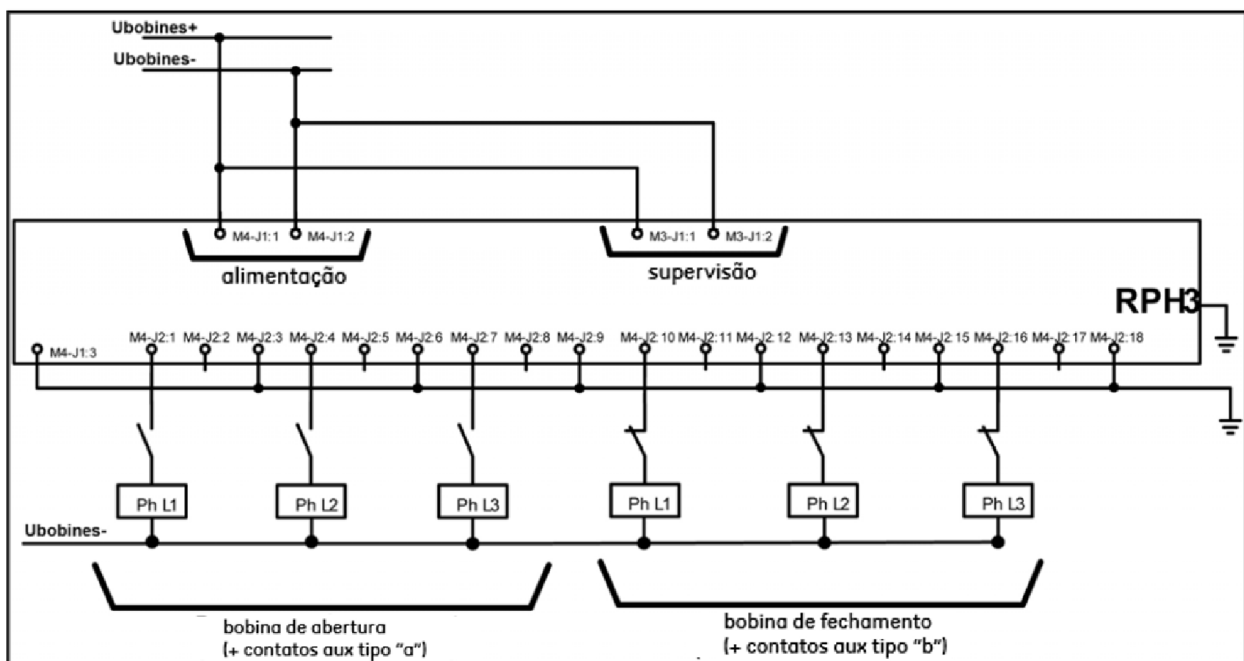 Ubobines+
Ubobines-
M4-J1:1
M4-J1:2
M3-J1:1
M3-J1:2
alimentação
supervisão
RPH3
M4-J1:3
M4-J2:1
M4-J2:2
M4-J2:3
M4-J2:4
M4-J2:5
M4-J2:6
M4-J2:7
M4-J2:8
M4-J2:9
M4-J2:10
M4-J2:11
M4-J2:12
M4-J2:13
M4-J2:14
M4-J2:15
M4-J2:16
M4-J2:17
M4-J2:18
Ph L1
Ph L2
Ph L3
Ph L1
Ph L2
Ph L3
Ubobines-
bobina de abertura
(+ contatos aux tipo "a")
bobina de fechamento
(+ contatos aux tipo "b")